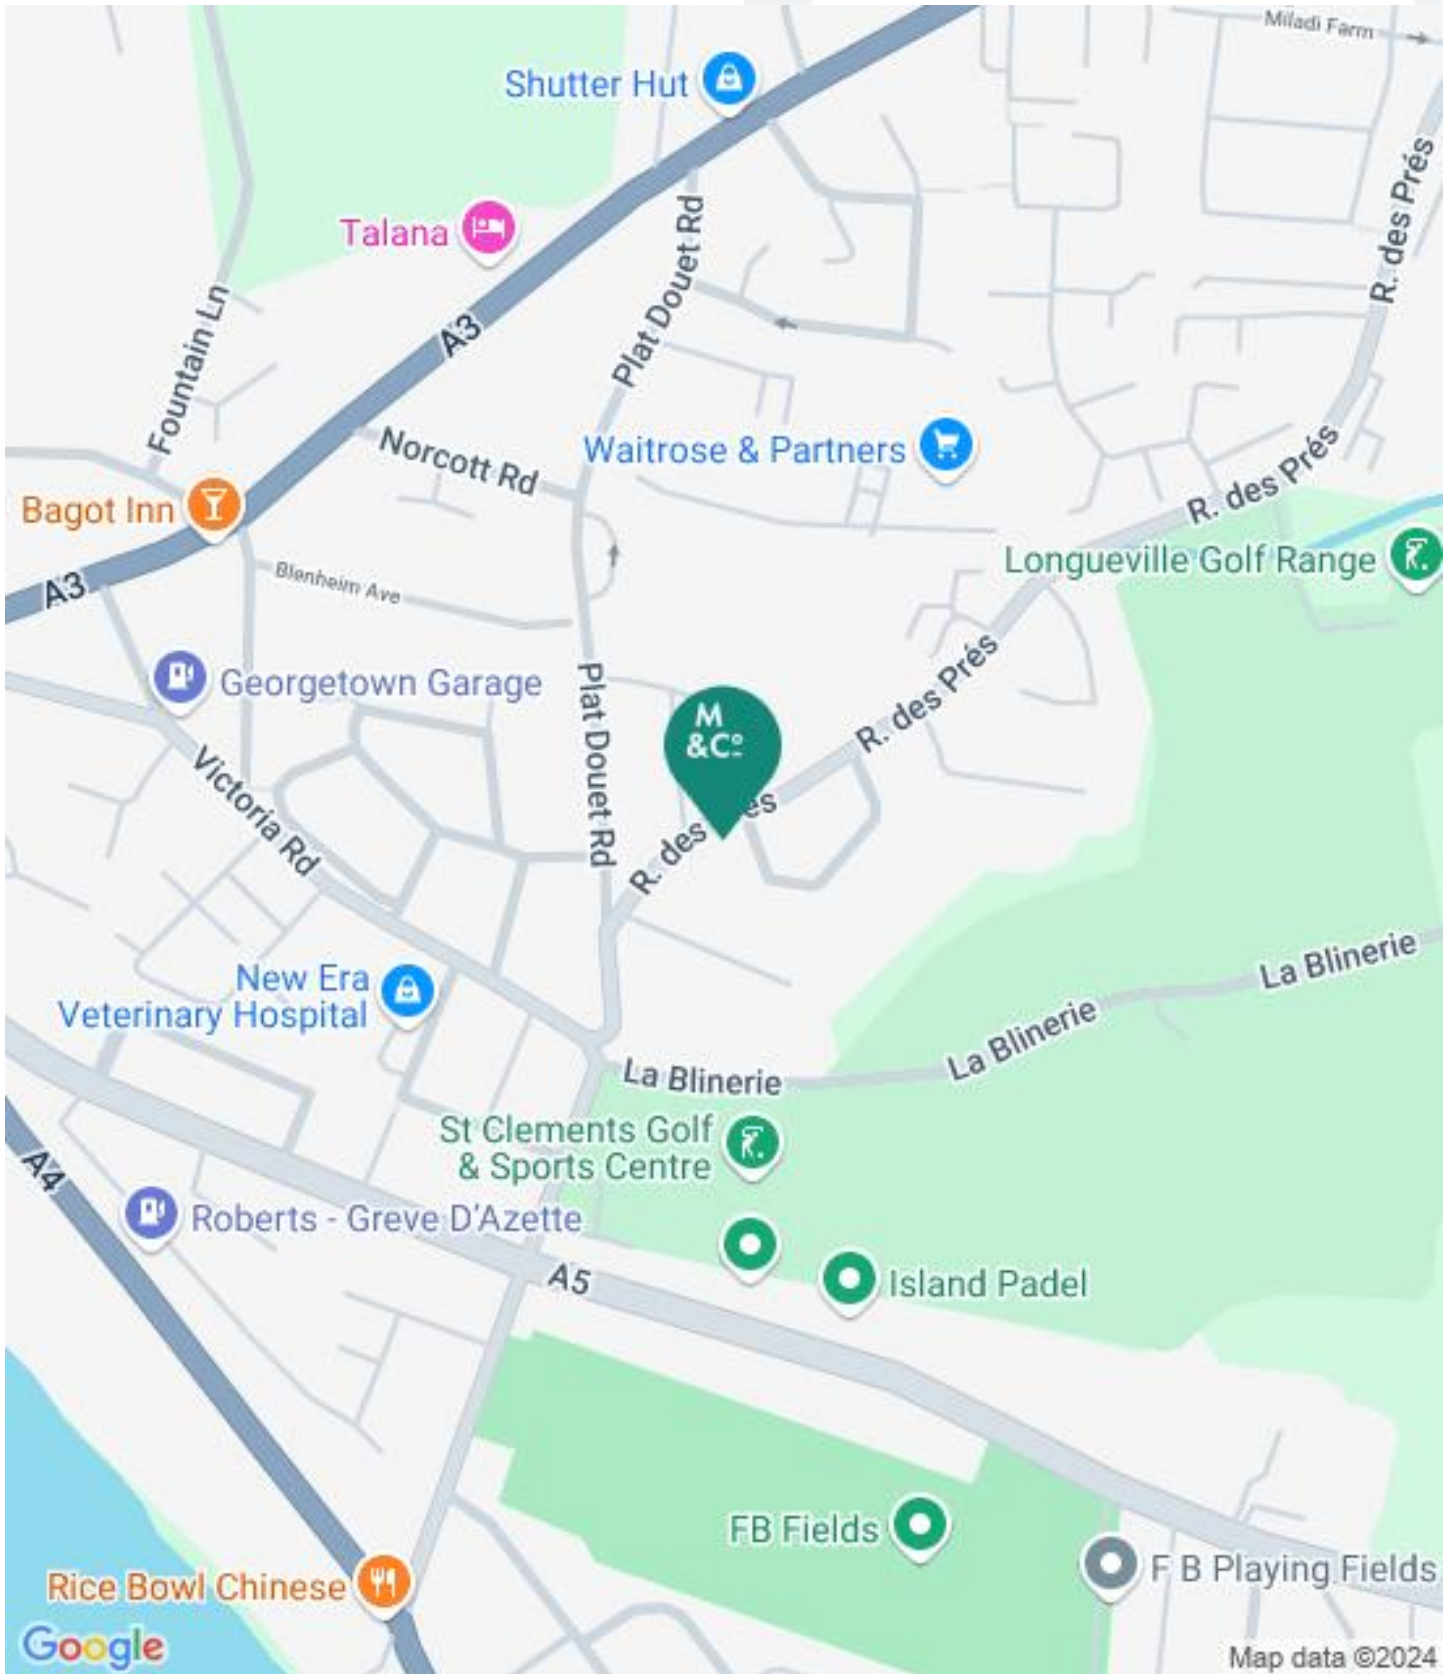 Miladi Farm
Shutter Hut
R. des Prés
Talana
Plat Douet Rd
Fountain Ln
A3
Norcott Rd
Waitrose & Partners
R. des Prés
Bagot Inn
Longueville Golf Range
Blenheim Ave
A3
R. des Prés
Georgetown Garage
Plat Douet Rd
M
&Co
Victoria Rd
R. des
és
La Blinerie
New Era
Veterinary Hospital
La Blinerie
La Blinerie
St Clements Golf
& Sports Centre
A4
Roberts - Greve D'Azette
A5
Island Padel
FB Fields
F B Playing Fields
Rice Bowl Chinese
Google
Map data ©2024